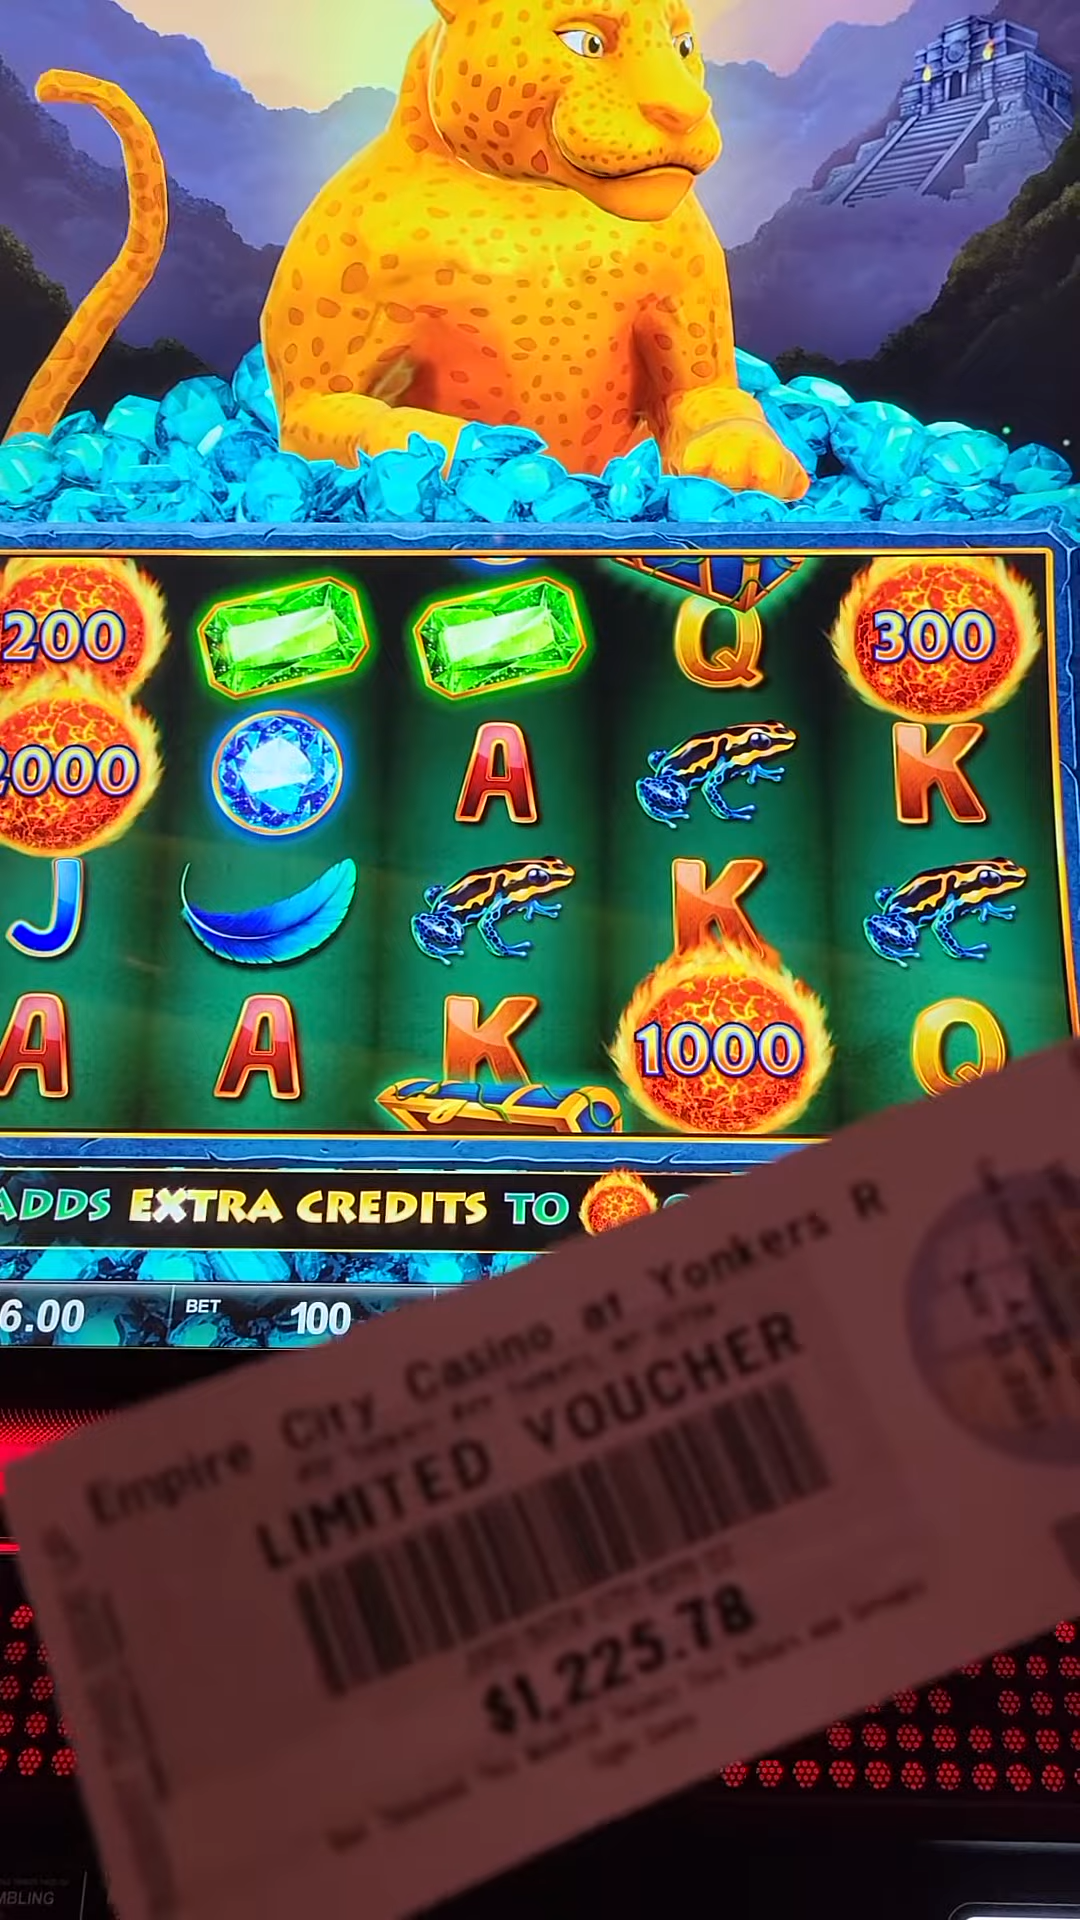 200
Q
300
2000
A
K
J
K
A
A
K
1000
Q
ADDS EXTRA CREDITS TO
6.00
BET
100
Empire City Casino at Yonkers R
LIMITED VOUCHER
$1,225.78
MBLING